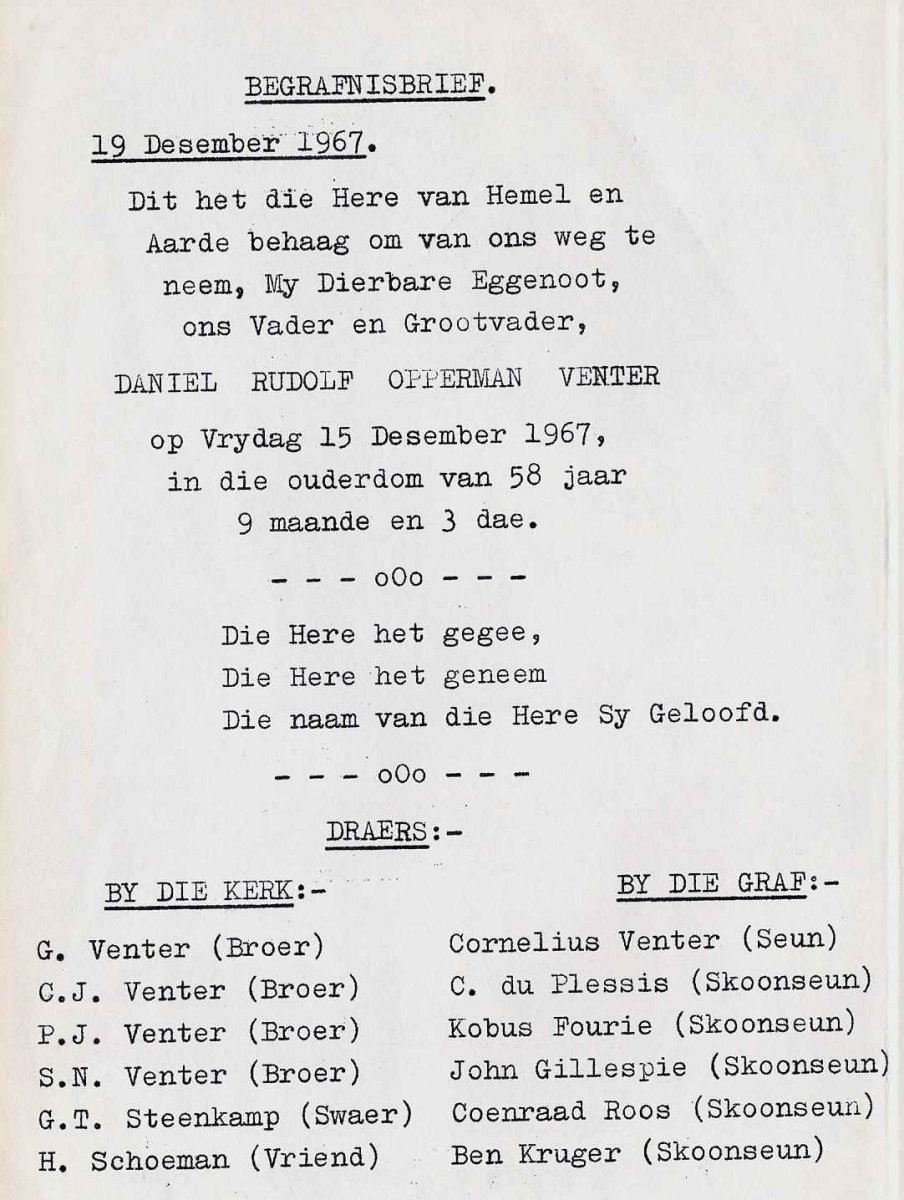 BEGRAFNISBRIEF.
19 Desember 1967.
Dit het die Here van Hemel en
Aarde behaag om van ons weg te
neem, My Dierbare Eggenoot,
ons Vader en Grootvader,
DANIEL RUDOLF OPPERMAN VENTER
op Vrydag 15 Desember 1967,
in die ouderdom van 58 jaar
9 maande en 3 dae.
- - - oOo - - -
Die Here het gegee,
Die Here het geneem
Die naam van die Here Sy Geloofd.
- - - oOo - - -
DRAERS:-
BY DIE KERK:-
G. Venter (Broer)
C.J. Venter (Broer)
P.J. Venter (Broer)
S.N. Venter (Broer)
G.T. Steenkamp (Swaer)
H. Schoeman (Vriend)
BY DIE GRAF:-
Cornelius Venter (Seun)
C. du Plessis (Skoonseun)
Kobus Fourie (Skoonseun)
John Gillespie (Skoonseun)
Coenraad Roos (Skoonseun)
Ben Kruger (Skoonseun)